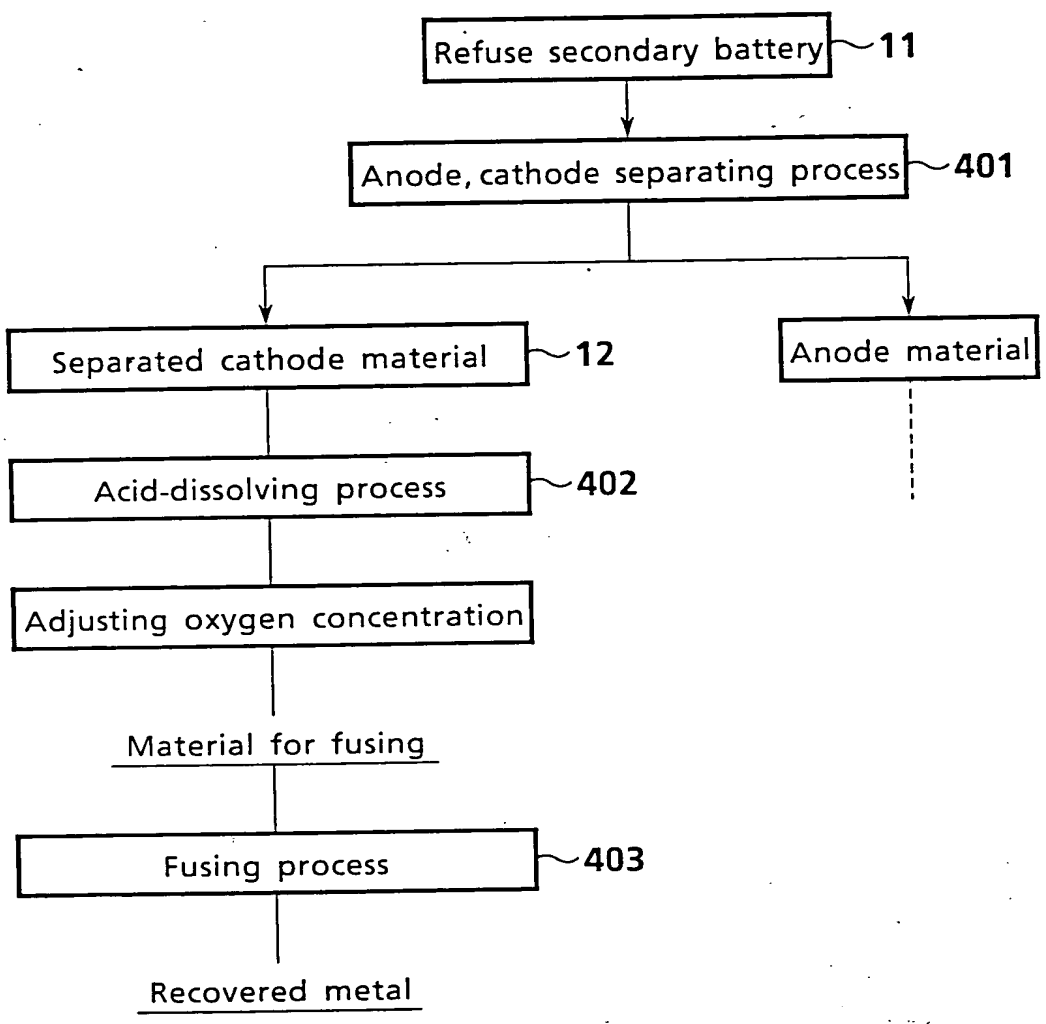 Refuse secondary battery 11
Anode, cathode separating process 401
Separated cathode material 12
Anode material
Acid-dissolving process 402
Adjusting oxygen concentration
Material for fusing
Fusing process 403
Recovered metal